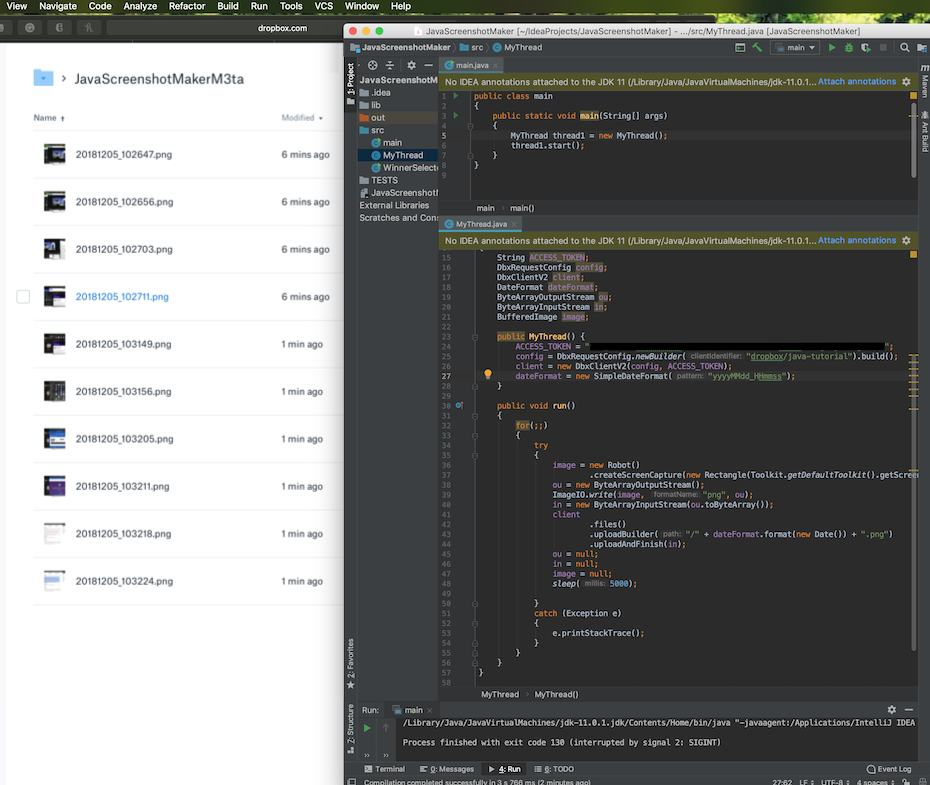 View Navigate Code Analyze Refactor Build Run Tools VCS Window Help
dropbox.com
JavaScreenshotMakerM3ta
Name
Modified
20181205_102647.png 6 mins ago
20181205_102656.png 6 mins ago
20181205_102703.png 6 mins ago
20181205_102711.png 6 mins ago
20181205_103149.png 1 min ago
20181205_103156.png 1 min ago
20181205_103205.png 1 min ago
20181205_103211.png 1 min ago
20181205_103218.png 1 min ago
20181205_103224.png 1 min ago
JavaScreenshotMaker [~/IdeaProjects/JavaScreenshotMaker] - .../src/MyThread.java [JavaScreenshotMaker]
JavaScreenshotMaker src MyThread main
1: Project
JavaScreenshotMaker
.idea
lib
out
src
main
MyThread
WinnerSelecto
TESTS
JavaScreenshotM
External Libraries
Scratches and Con
main.java
No IDEA annotations attached to the JDK 11 (/Library/Java/JavaVirtualMachines/jdk-11.0.1... Attach annotations
1 public class main
2 {
3 public static void main(String[] args)
4 {
5 MyThread thread1 = new MyThread();
6 thread1.start();
7 }
8 }
9
main main()
MyThread.java
No IDEA annotations attached to the JDK 11 (/Library/Java/JavaVirtualMachines/jdk-11.0.1... Attach annotations
15 String ACCESS_TOKEN;
16 DbxRequestConfig config;
17 DbxClientV2 client;
18 DateFormat dateFormat;
19 ByteArrayOutputStream ou;
20 ByteArrayInputStream in;
21 BufferedImage image;
22
23 public MyThread() {
24 ACCESS_TOKEN = " ";
25 config = DbxRequestConfig.newBuilder( clientIdentifier: "dropbox/java-tutorial").build();
26 client = new DbxClientV2(config, ACCESS_TOKEN);
27 dateFormat = new SimpleDateFormat( pattern: "yyyyMMdd_HHmmss");
28 }
29
30 public void run()
31 {
32 for(;;)
33 {
34 try
35 {
36 image = new Robot()
37 .createScreenCapture(new Rectangle(Toolkit.getDefaultToolkit().getScree
38 ou = new ByteArrayOutputStream();
39 ImageIO.write(image, formatName: "png", ou);
40 in = new ByteArrayInputStream(ou.toByteArray());
41 client
42 .files()
43 .uploadBuilder( path: "/" + dateFormat.format(new Date()) + ".png")
44 .uploadAndFinish(in);
45 ou = null;
46 in = null;
47 image = null;
48 sleep( millis: 5000);
49
50 }
51 catch (Exception e)
52 {
53 e.printStackTrace();
54 }
55 }
56 }
57 }
58
MyThread MyThread()
Maven
Ant Build
2: Favorites
7: Structure
Run: main
/Library/Java/JavaVirtualMachines/jdk-11.0.1.jdk/Contents/Home/bin/java "-javaagent:/Applications/IntelliJ IDEA
Process finished with exit code 130 (interrupted by signal 2: SIGINT)
Terminal 0: Messages 4: Run 6: TODO Event Log
Compilation completed successfully in 3 s 766 ms (2 minutes ago) 27:62 LF UTF-8 4 spaces